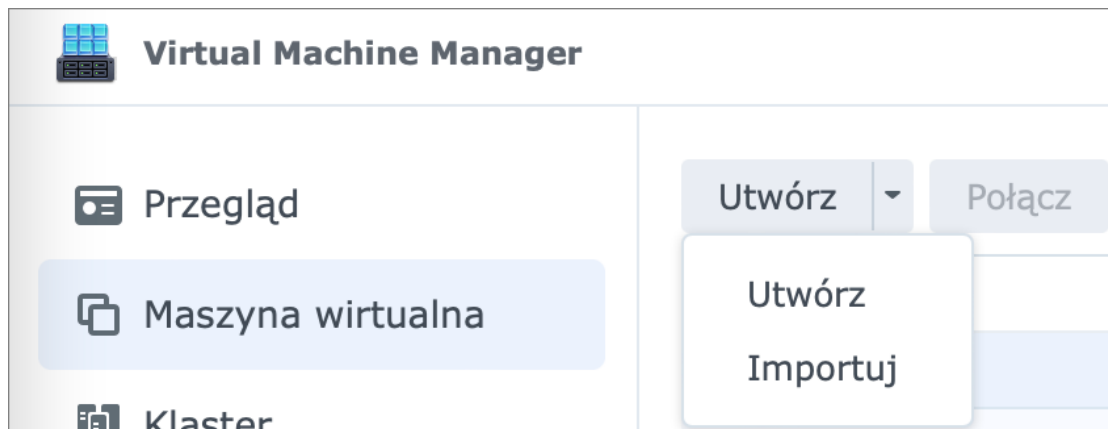 Virtual Machine Manager
Przegląd
Utwórz
Połącz
Utwórz
Maszyna wirtualna
Importuj
Klaster